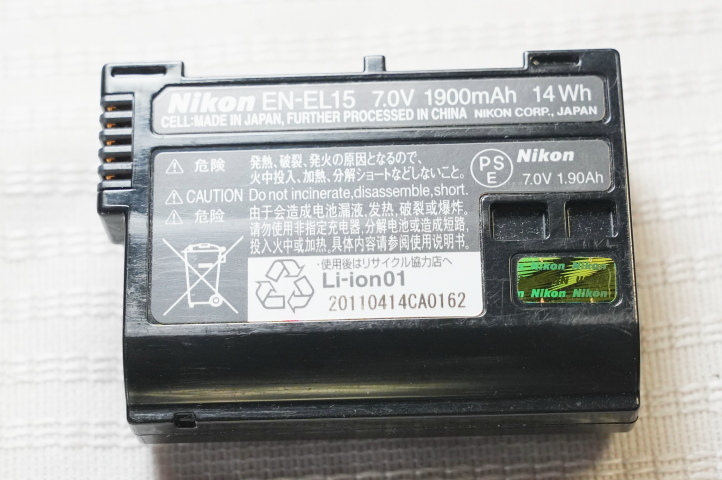 Nikon EN-EL15 7.0V 1900mAh 14Wh
CELL:MADE IN JAPAN, FURTHER PROCESSED IN CHINA NIKON CORP., JAPAN
危険
発熱、破裂、発火の原因となるので、
火中投入、加熱、分解ショートなどしないこと。
PS
E
Nikon
7.0V 1.90Ah
CAUTION Do not incinerate,disassemble,short.
危险
由于会造成电池漏液,发热,破裂或爆炸。
请勿使用非指定充电器,分解电池或造成短路,
投入火中或加热,具体内容请参阅使用说明书。
·使用後はリサイクル協力店へ
Li-ion01
20110414CA0162
Nikon Nikon
Nikon Nikon